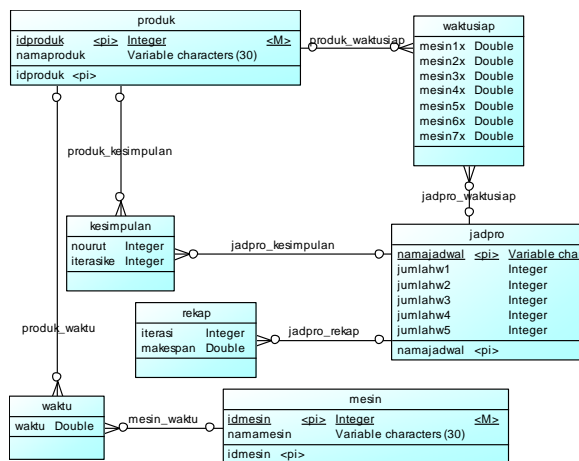 produk
idproduk <pi> Integer <M>
namaproduk Variable characters (30)
idproduk <pi>
waktusiap
mesin1x Double
mesin2x Double
mesin3x Double
mesin4x Double
mesin5x Double
mesin6x Double
mesin7x Double
produk_waktusiap
produk_kesimpulan
jadpro_waktusiap
kesimpulan
nourut Integer
iterasike Integer
jadpro_kesimpulan
jadpro
namajadwal <pi> Variable cha
jumlahw1 Integer
jumlahw2 Integer
jumlahw3 Integer
jumlahw4 Integer
jumlahw5 Integer
namajadwal <pi>
rekap
iterasi Integer
makespan Double
jadpro_rekap
produk_waktu
waktu
waktu Double
mesin_waktu
mesin
idmesin <pi> Integer <M>
namamesin Variable characters (30)
idmesin <pi>